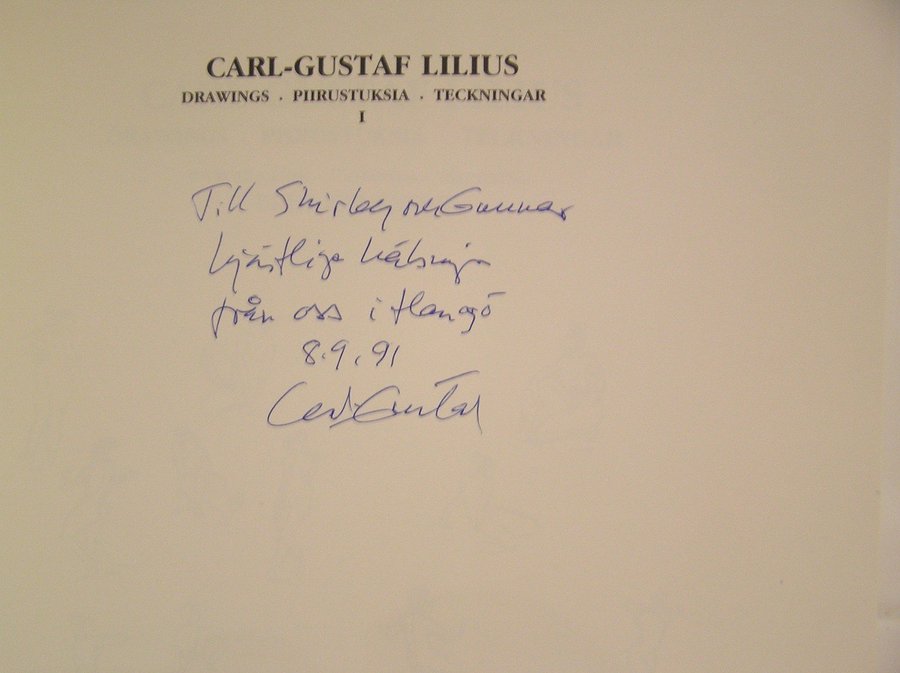 CARL-GUSTAF LILIUS
DRAWINGS . PIIRUSTUKSIA . TECKNINGAR
I
Till Shirley och Gunnar
hjärtliga hälsningar
från oss i Hangö
8.9.91
Carl-Gustaf